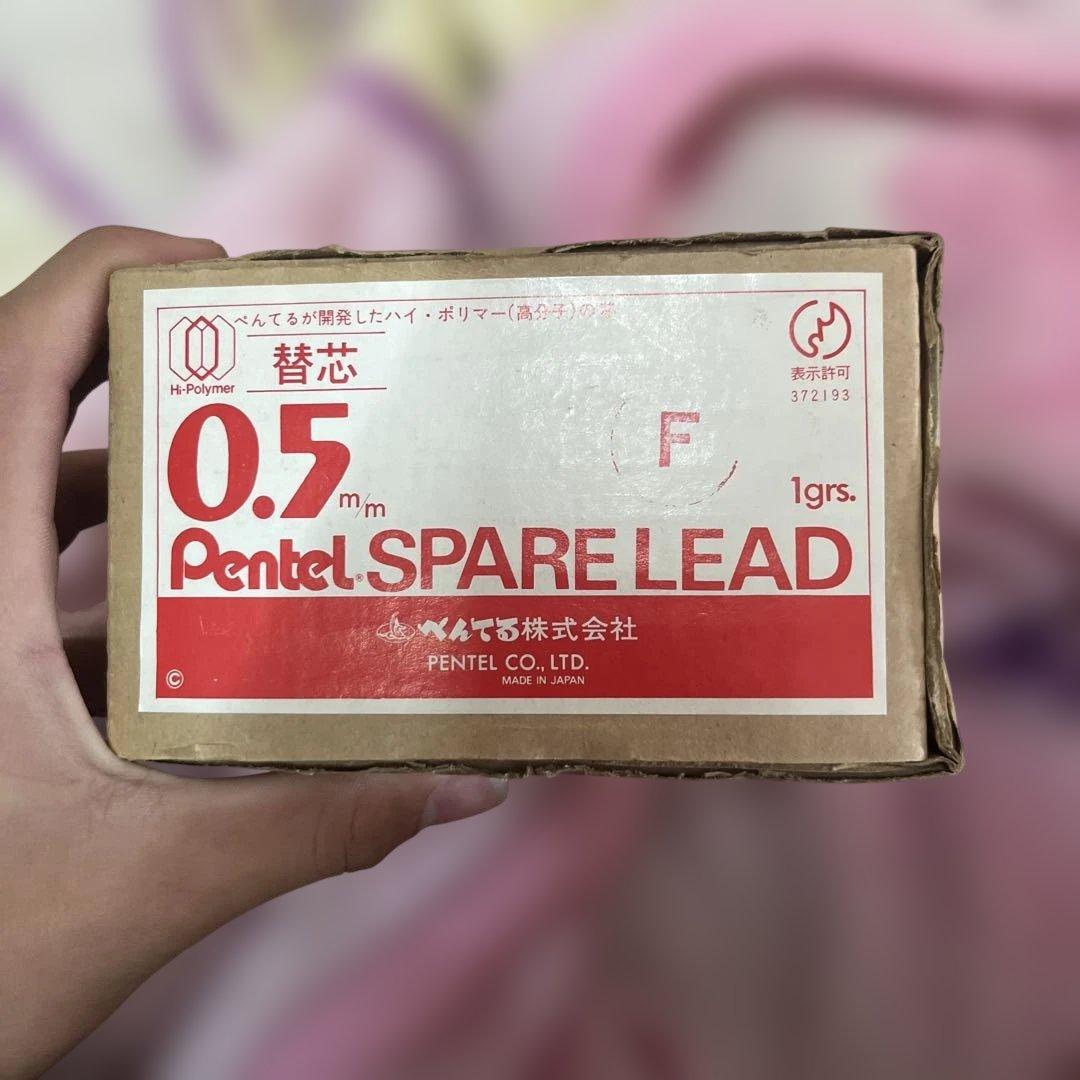 ぺんてるが開発したハイ・ポリマー(高分子)の芯
Hi-Polymer
替芯
表示許可
372193
0.5 m/m
F
1grs.
Pentel® SPARE LEAD
ぺんてる株式会社
PENTEL CO., LTD.
MADE IN JAPAN
©